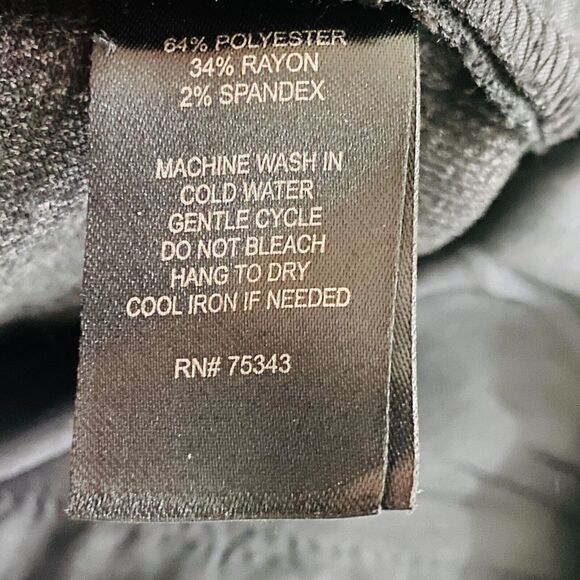 64% POLYESTER
34% RAYON
2% SPANDEX
MACHINE WASH IN
COLD WATER
GENTLE CYCLE
DO NOT BLEACH
HANG TO DRY
COOL IRON IF NEEDED
RN# 75343